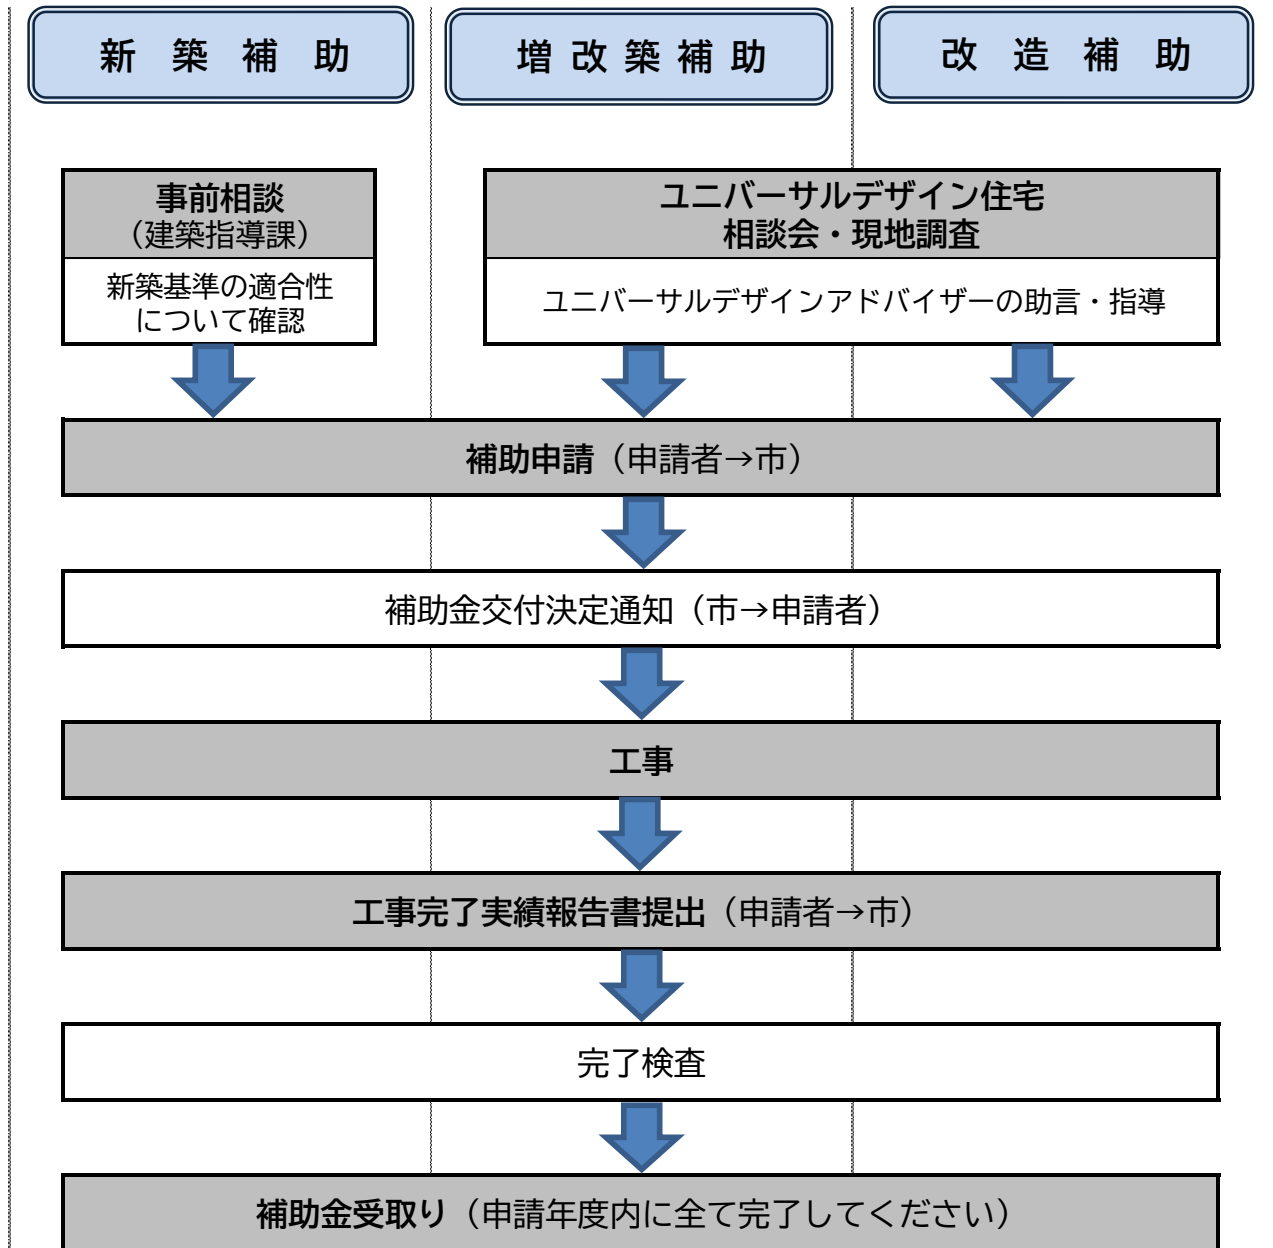 新築補助
増改築補助
改造補助
事前相談
（建築指導課）
新築基準の適合性
について確認
ユニバーサルデザイン住宅
相談会・現地調査
ユニバーサルデザインアドバイザーの助言・指導
補助申請（申請者→市）
補助金交付決定通知（市→申請者）
工事
工事完了実績報告書提出（申請者→市）
完了検査
補助金受取り（申請年度内に全て完了してください）